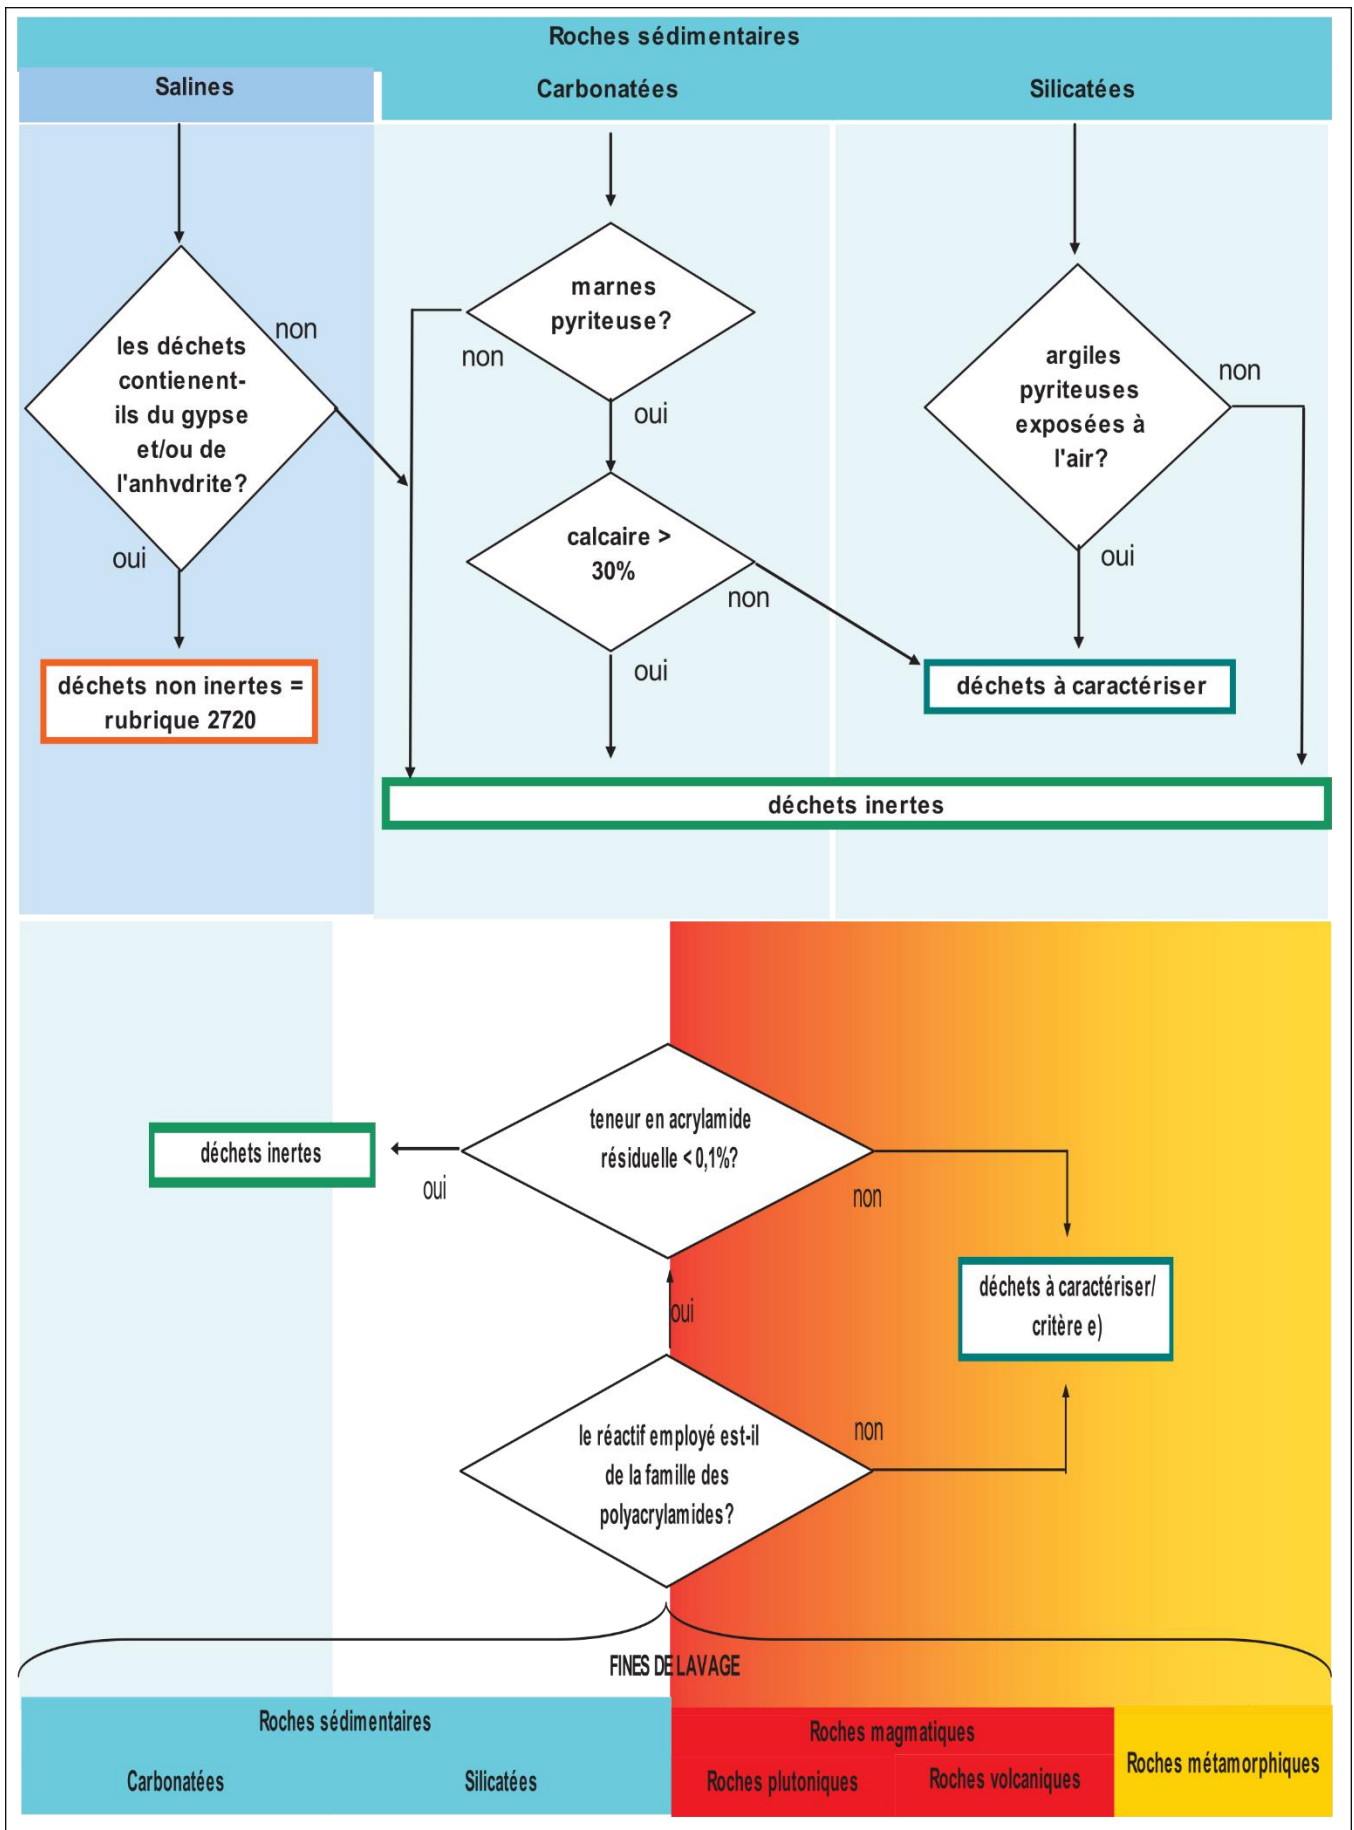 Roches sédimentaires
Salines
Carbonatées
Silicatées
les déchets
contienent-
ils du gypse
et/ou de
l'anhvdrite?
non
oui
déchets non inertes =
rubrique 2720
marnes
pyriteuse?
non
oui
calcaire >
30%
non
oui
argiles
pyriteuses
exposées à
l'air?
non
oui
déchets à caractériser
déchets inertes
teneur en acrylamide
résiduelle < 0,1%?
oui
non
déchets inertes
déchets à caractériser/
critère e)
oui
le réactif employé est-il
de la famille des
polyacrylamides?
non
FINES DE LAVAGE
Roches sédimentaires
Carbonatées
Silicatées
Roches magmatiques
Roches plutoniques
Roches volcaniques
Roches métamorphiques